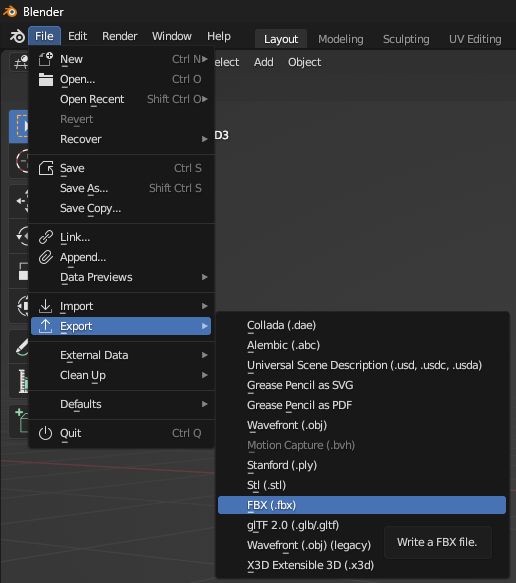 Blender
File Edit Render Window Help Layout Modeling Sculpting UV Editing
New Ctrl N
elect Add Object
Open... Ctrl O
Open Recent Shift Ctrl O
Revert
D3
Recover
Save Ctrl S
Save As... Shift Ctrl S
Save Copy...
Link...
Append...
Data Previews
Import
Export
External Data
Clean Up
Defaults
Quit Ctrl Q
Collada (.dae)
Alembic (.abc)
Universal Scene Description (.usd, .usdc, .usda)
Grease Pencil as SVG
Grease Pencil as PDF
Wavefront (.obj)
Motion Capture (.bvh)
Stanford (.ply)
Stl (.stl)
FBX (.fbx)
glTF 2.0 (.glb/.gltf)
Write a FBX file.
Wavefront (.obj) (legacy)
X3D Extensible 3D (.x3d)